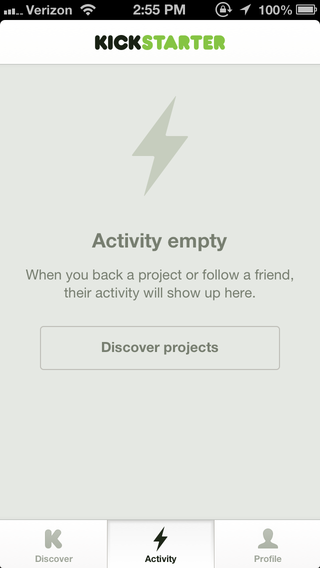 Verizon 2:55 PM 100%
KICKSTARTER
Activity empty
When you back a project or follow a friend,
their activity will show up here.
Discover projects
Discover Activity Profile